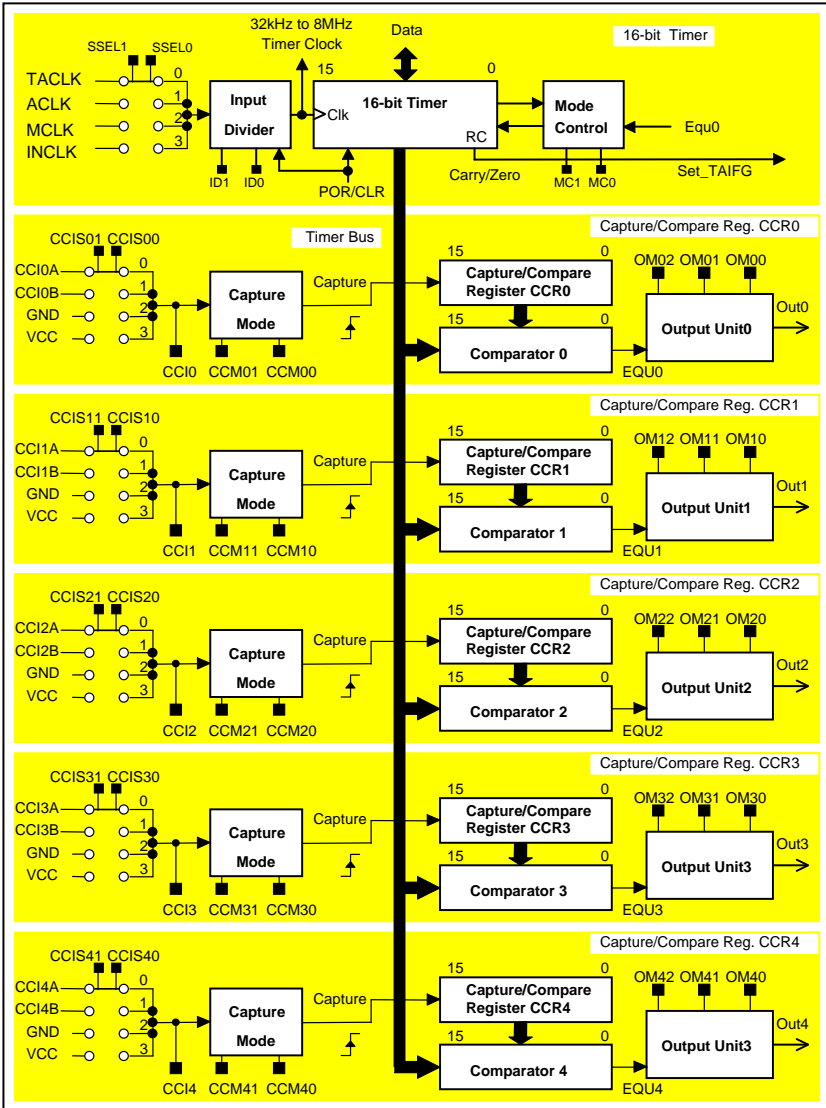 32kHz to 8MHz
Timer Clock
Data
16-bit Timer
SSEL1 SSEL0
15 0
TACLK 0
ACLK 1
MCLK 2
INCLK 3
Input
Divider
Clk
16-bit Timer
RC
Mode
Control
Equ0
ID1 ID0
POR/CLR
Carry/Zero
MC1 MC0
Set_TAIFG
Capture/Compare Reg. CCR0
CCIS01 CCIS00
Timer Bus
15 0
OM02 OM01 OM00
CCI0A 0
CCI0B 1
GND 2
VCC 3
Capture
Mode
Capture
Capture/Compare
Register CCR0
15 0
Comparator 0
Output Unit0
Out0
CCI0 CCM01 CCM00
EQU0
Capture/Compare Reg. CCR1
CCIS11 CCIS10
15 0
OM12 OM11 OM10
CCI1A 0
CCI1B 1
GND 2
VCC 3
Capture
Mode
Capture
Capture/Compare
Register CCR1
15 0
Comparator 1
Output Unit1
Out1
CCI1 CCM11 CCM10
EQU1
Capture/Compare Reg. CCR2
CCIS21 CCIS20
15 0
OM22 OM21 OM20
CCI2A 0
CCI2B 1
GND 2
VCC 3
Capture
Mode
Capture
Capture/Compare
Register CCR2
15 0
Comparator 2
Output Unit2
Out2
CCI2 CCM21 CCM20
EQU2
Capture/Compare Reg. CCR3
CCIS31 CCIS30
15 0
OM32 OM31 OM30
CCI3A 0
CCI3B 1
GND 2
VCC 3
Capture
Mode
Capture
Capture/Compare
Register CCR3
15 0
Comparator 3
Output Unit3
Out3
CCI3 CCM31 CCM30
EQU3
Capture/Compare Reg. CCR4
CCIS41 CCIS40
15 0
OM42 OM41 OM40
CCI4A 0
CCI4B 1
GND 2
VCC 3
Capture
Mode
Capture
Capture/Compare
Register CCR4
15 0
Comparator 4
Output Unit3
Out4
CCI4 CCM41 CCM40
EQU4